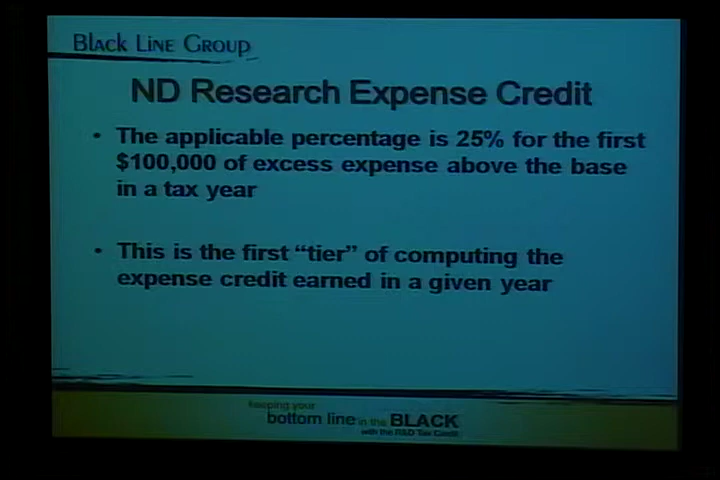 Black Line Group
ND Research Expense Credit
• The applicable percentage is 25% for the first
$100,000 of excess expense above the base
in a tax year
• This is the first “tier” of computing the
expense credit earned in a given year
keeping your
bottom line in the BLACK
with the R&D Tax Credit